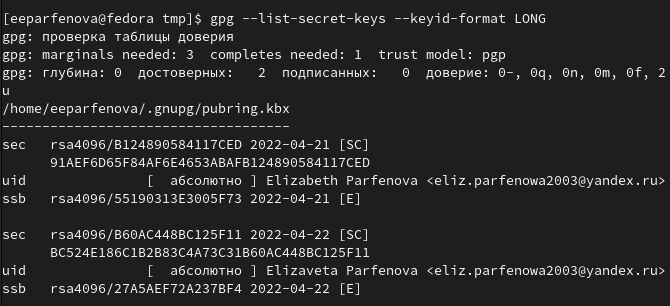 [eeparfenova@fedora tmp]$ gpg --list-secret-keys --keyid-format LONG
gpg: проверка таблицы доверия
gpg: marginals needed: 3  completes needed: 1  trust model: pgp
gpg: глубина: 0  достоверных:   2  подписанных:   0  доверие: 0-, 0q, 0n, 0m, 0f, 2
u
/home/eeparfenova/.gnupg/pubring.kbx
------------------------------------
sec   rsa4096/B124890584117CED 2022-04-21 [SC]
      91AEF6D65F84AF6E4653ABAFB124890584117CED
uid               [  абсолютно ] Elizabeth Parfenova <eliz.parfenowa2003@yandex.ru>
ssb   rsa4096/55190313E3005F73 2022-04-21 [E]

sec   rsa4096/B60AC448BC125F11 2022-04-22 [SC]
      BC524E186C1B2B83C4A73C31B60AC448BC125F11
uid               [  абсолютно ] Elizaveta Parfenova <eliz.parfenowa2003@yandex.ru>
ssb   rsa4096/27A5AEF72A237BF4 2022-04-22 [E]